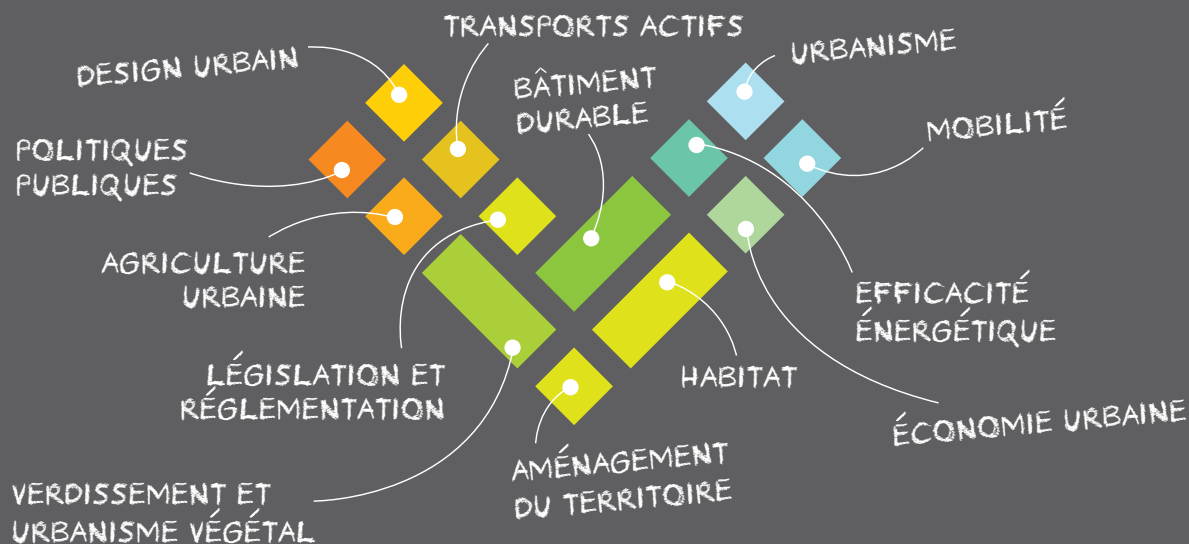 TRANSPORTS ACTIFS
DESIGN URBAIN
BÂTIMENT
DURABLE
URBANISME
MOBILITÉ
POLITIQUES
PUBLIQUES
AGRICULTURE
URBAINE
EFFICACITÉ
ÉNERGÉTIQUE
LÉGISLATION ET
RÉGLEMENTATION
HABITAT
ÉCONOMIE URBAINE
AMÉNAGEMENT
DU TERRITOIRE
VERDISSEMENT ET
URBANISME VÉGÉTAL